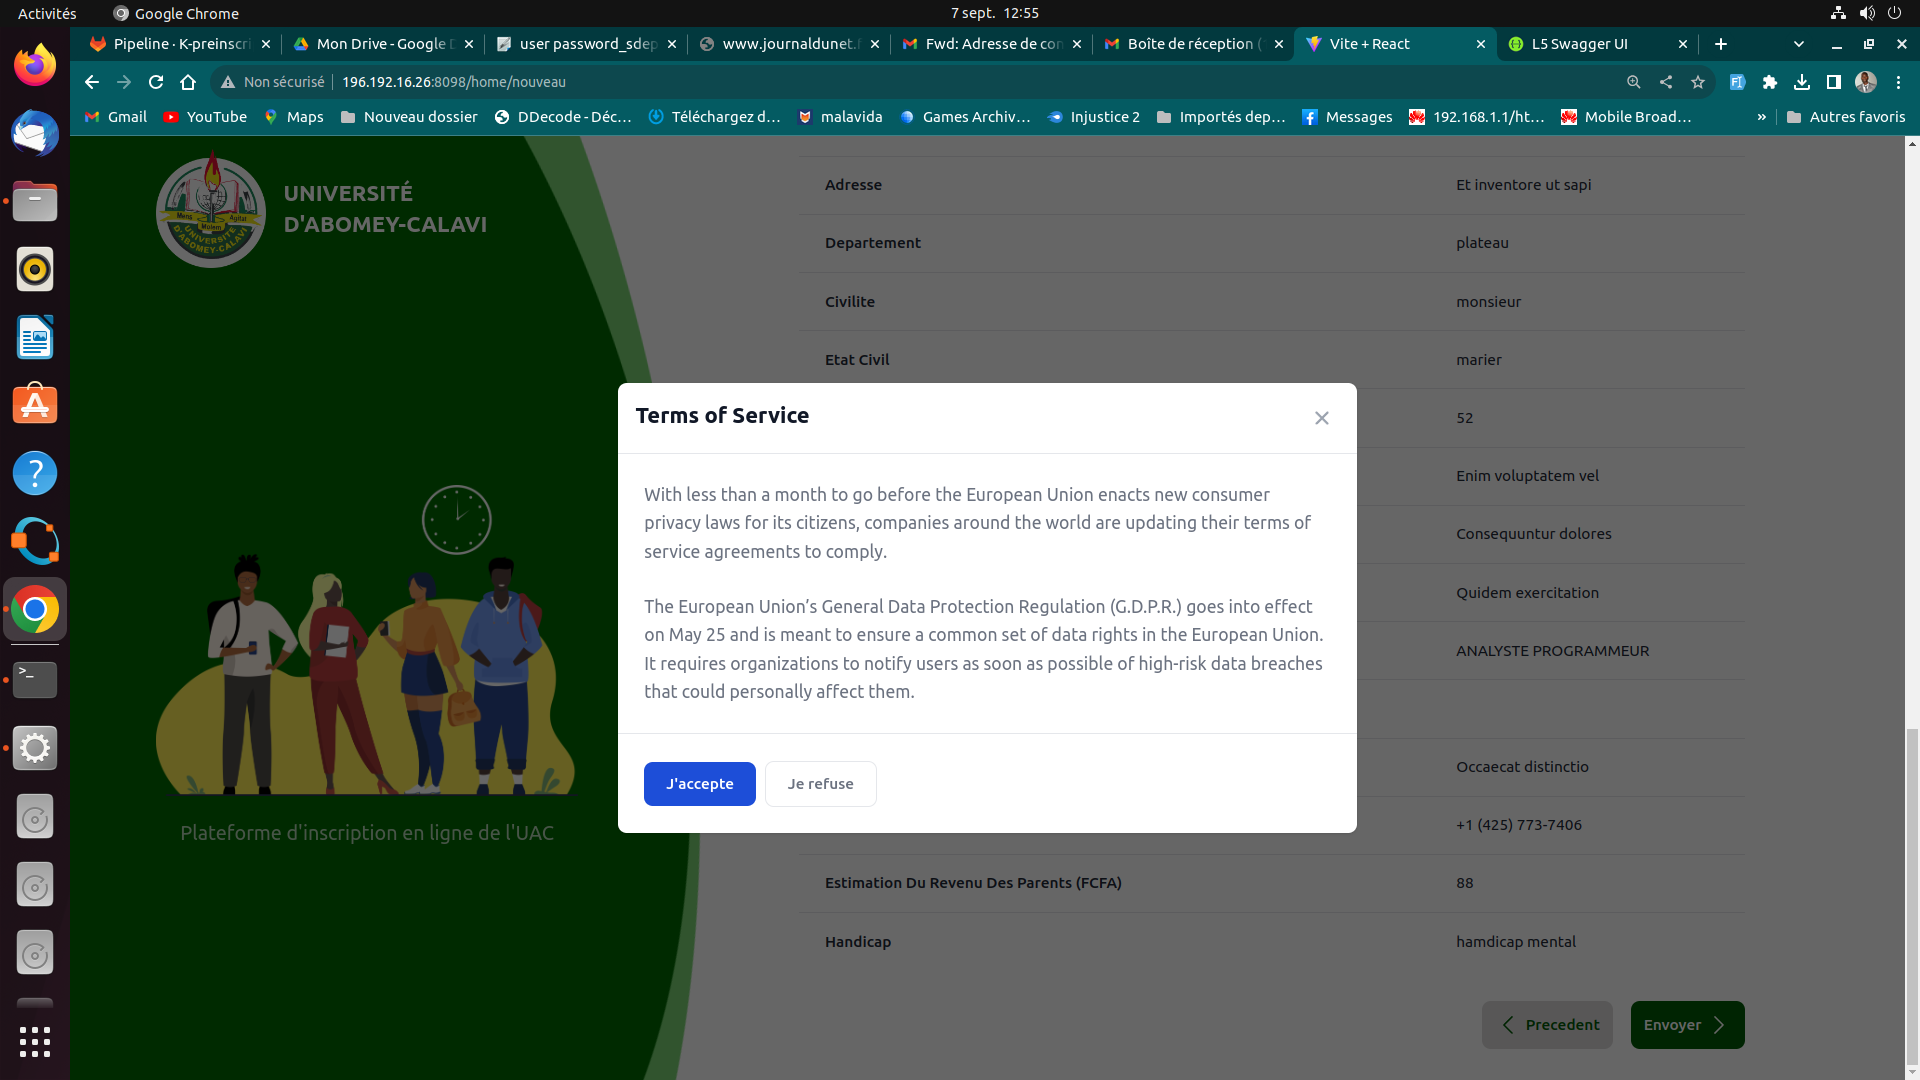 Activités
Google Chrome
7 sept. 12:55
Pipeline · K-preinscri
Mon Drive - Google D
user password_sdep
www.journaldunet.f
Fwd: Adresse de con
Boîte de réception (
Vite + React
L5 Swagger UI
Non sécurisé
196.192.16.26:8098/home/nouveau
Gmail
YouTube
Maps
Nouveau dossier
DDecode - Déc...
Téléchargez d...
malavida
Games Archiv...
Injustice 2
Importés dep...
Messages
192.168.1.1/ht...
Mobile Broad...
»
Autres favoris
UNIVERSITÉ
D'ABOMEY-CALAVI
Mens Agitat
Molem
UNIVERSITE
D'ABOMEY-CALAVI
Plateforme d'inscription en ligne de l'UAC
Adresse Et inventore ut sapi
Departement plateau
Civilite monsieur
Etat Civil marier
52
Enim voluptatem vel
Consequuntur dolores
Quidem exercitation
ANALYSTE PROGRAMMEUR
Occaecat distinctio
+1 (425) 773-7406
Estimation Du Revenu Des Parents (FCFA) 88
Handicap hamdicap mental
Precedent
Envoyer
Terms of Service
With less than a month to go before the European Union enacts new consumer
privacy laws for its citizens, companies around the world are updating their terms of
service agreements to comply.
The European Union’s General Data Protection Regulation (G.D.P.R.) goes into effect
on May 25 and is meant to ensure a common set of data rights in the European Union.
It requires organizations to notify users as soon as possible of high-risk data breaches
that could personally affect them.
J'accepte
Je refuse